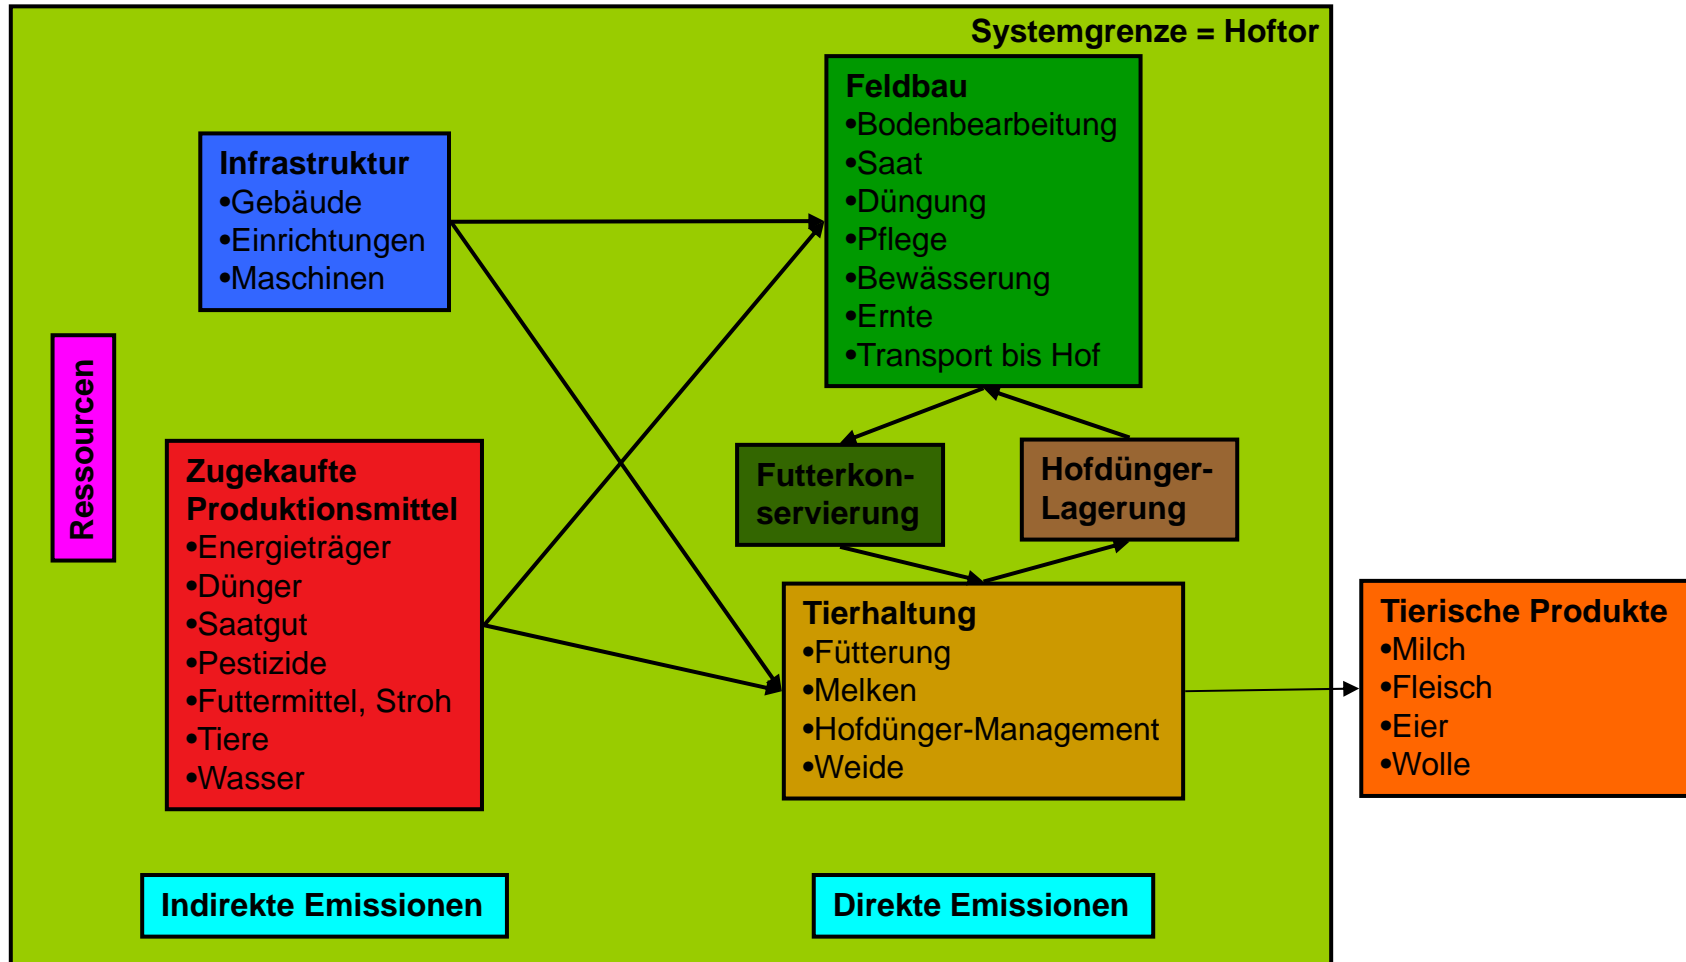 Systemgrenze = Hoftor
Infrastruktur
•Gebäude
•Einrichtungen
•Maschinen
Feldbau
•Bodenbearbeitung
•Saat
•Düngung
•Pflege
•Bewässerung
•Ernte
•Transport bis Hof
Ressourcen
Zugekaufte
Produktionsmittel
•Energieträger
•Dünger
•Saatgut
•Pestizide
•Futtermittel, Stroh
•Tiere
•Wasser
Futterkon-
servierung
Hofdünger-
Lagerung
Tierhaltung
•Fütterung
•Melken
•Hofdünger-Management
•Weide
Tierische Produkte
•Milch
•Fleisch
•Eier
•Wolle
Indirekte Emissionen
Direkte Emissionen